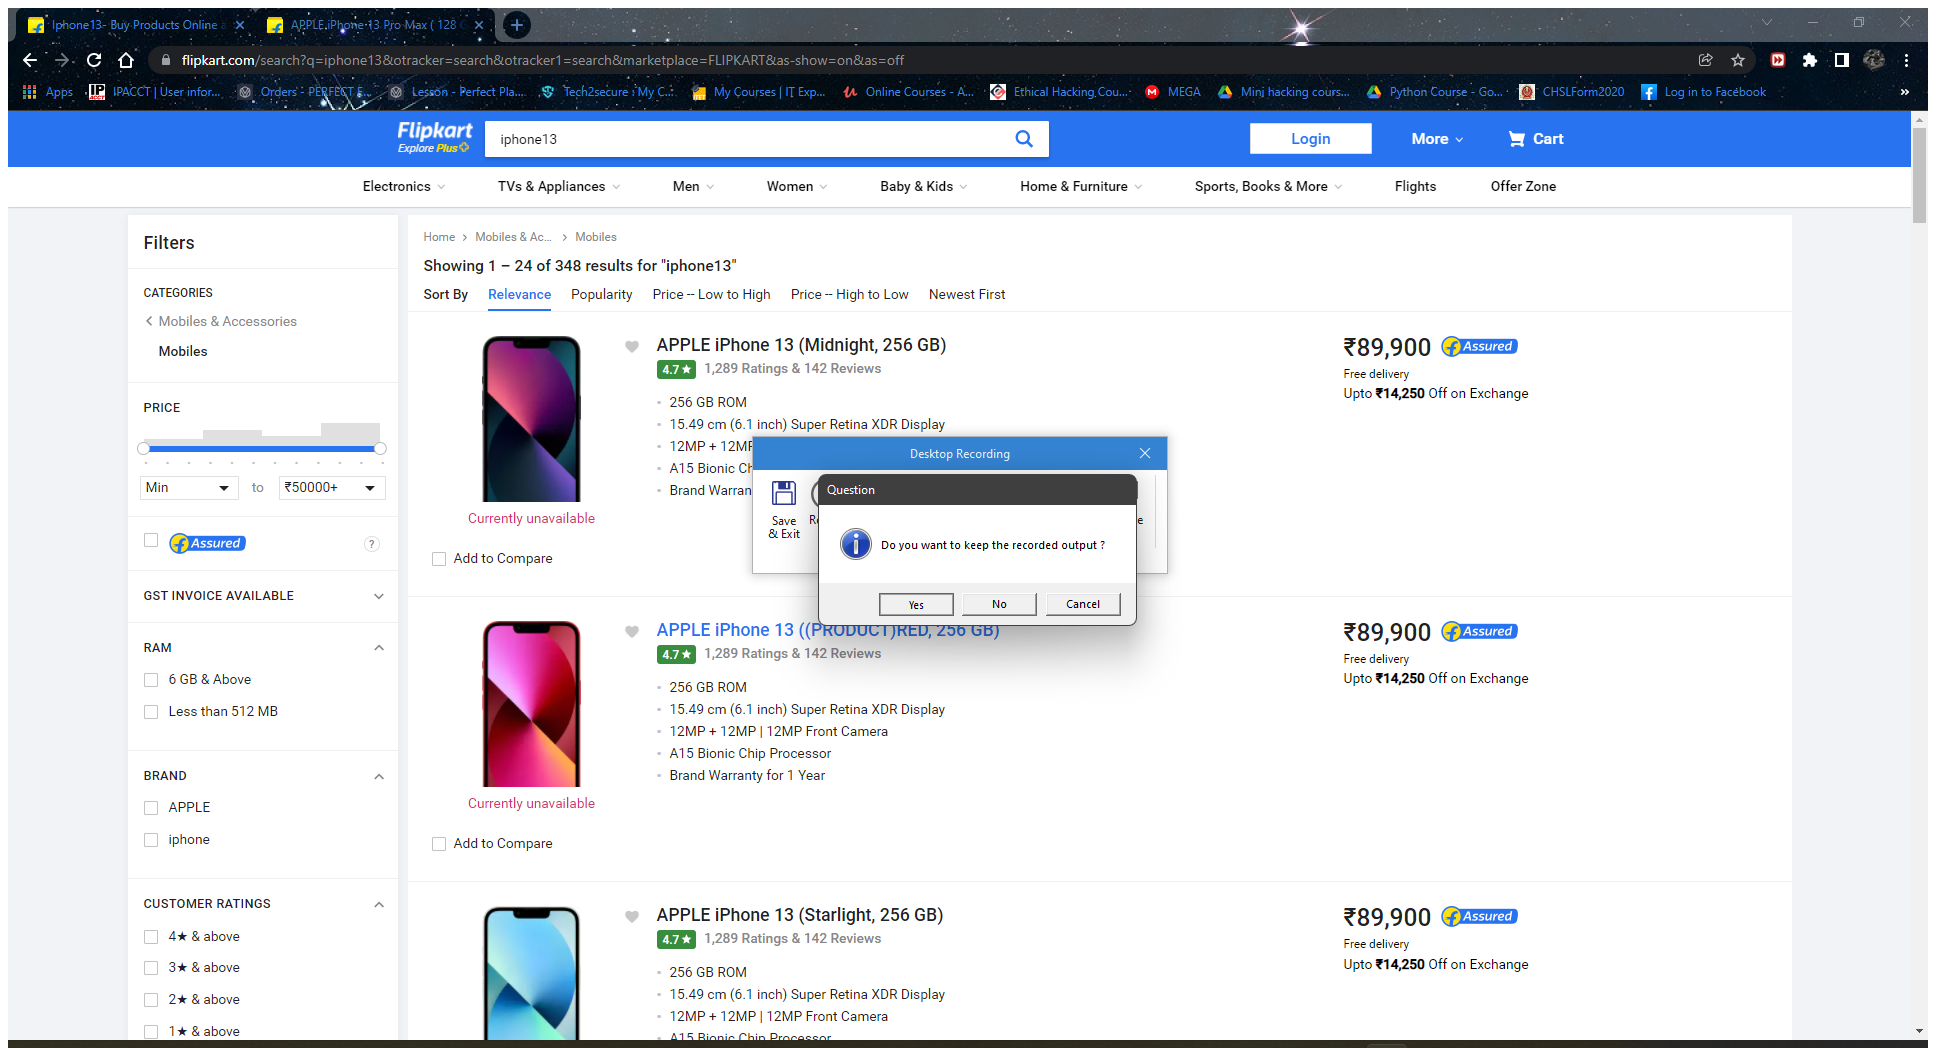 Iphone13- Buy Products Online a
APPLE iPhone 13 Pro Max ( 128 G
flipkart.com/search?q=iphone13&otracker=search&otracker1=search&marketplace=FLIPKART&as-show=on&as=off
Apps
IPACCT | User infor...
Orders - PERFECT E...
Lesson - Perfect Pla...
Tech2secure : My C...
My Courses | IT Exp...
Online Courses - A...
Ethical Hacking Cou...
MEGA
Mini hacking cours...
Python Course - Go...
CHSLForm2020
Log in to Facebook
»
Flipkart
Explore Plus
iphone13
Login
More
Cart
Electronics
TVs & Appliances
Men
Women
Baby & Kids
Home & Furniture
Sports, Books & More
Flights
Offer Zone
Filters
CATEGORIES
Mobiles & Accessories
Mobiles
PRICE
Min
to
₹50000+
Assured
?
GST INVOICE AVAILABLE
RAM
6 GB & Above
Less than 512 MB
BRAND
APPLE
iphone
CUSTOMER RATINGS
4★ & above
3★ & above
2★ & above
1★ & above
Home > Mobiles & Ac... > Mobiles
Showing 1 – 24 of 348 results for "iphone13"
Sort By Relevance Popularity Price -- Low to High Price -- High to Low Newest First
APPLE iPhone 13 (Midnight, 256 GB)
4.7★ 1,289 Ratings & 142 Reviews
256 GB ROM
15.49 cm (6.1 inch) Super Retina XDR Display
12MP + 12MP
A15 Bionic Ch
Brand Warran
Currently unavailable
Add to Compare
₹89,900 Assured
Free delivery
Upto ₹14,250 Off on Exchange
Desktop Recording
Save
& Exit
Question
Do you want to keep the recorded output ?
Yes
No
Cancel
APPLE iPhone 13 ((PRODUCT)RED, 256 GB)
4.7★ 1,289 Ratings & 142 Reviews
256 GB ROM
15.49 cm (6.1 inch) Super Retina XDR Display
12MP + 12MP | 12MP Front Camera
A15 Bionic Chip Processor
Brand Warranty for 1 Year
Currently unavailable
Add to Compare
₹89,900 Assured
Free delivery
Upto ₹14,250 Off on Exchange
APPLE iPhone 13 (Starlight, 256 GB)
4.7★ 1,289 Ratings & 142 Reviews
256 GB ROM
15.49 cm (6.1 inch) Super Retina XDR Display
12MP + 12MP | 12MP Front Camera
A15 Bionic Chip Processor
₹89,900 Assured
Free delivery
Upto ₹14,250 Off on Exchange